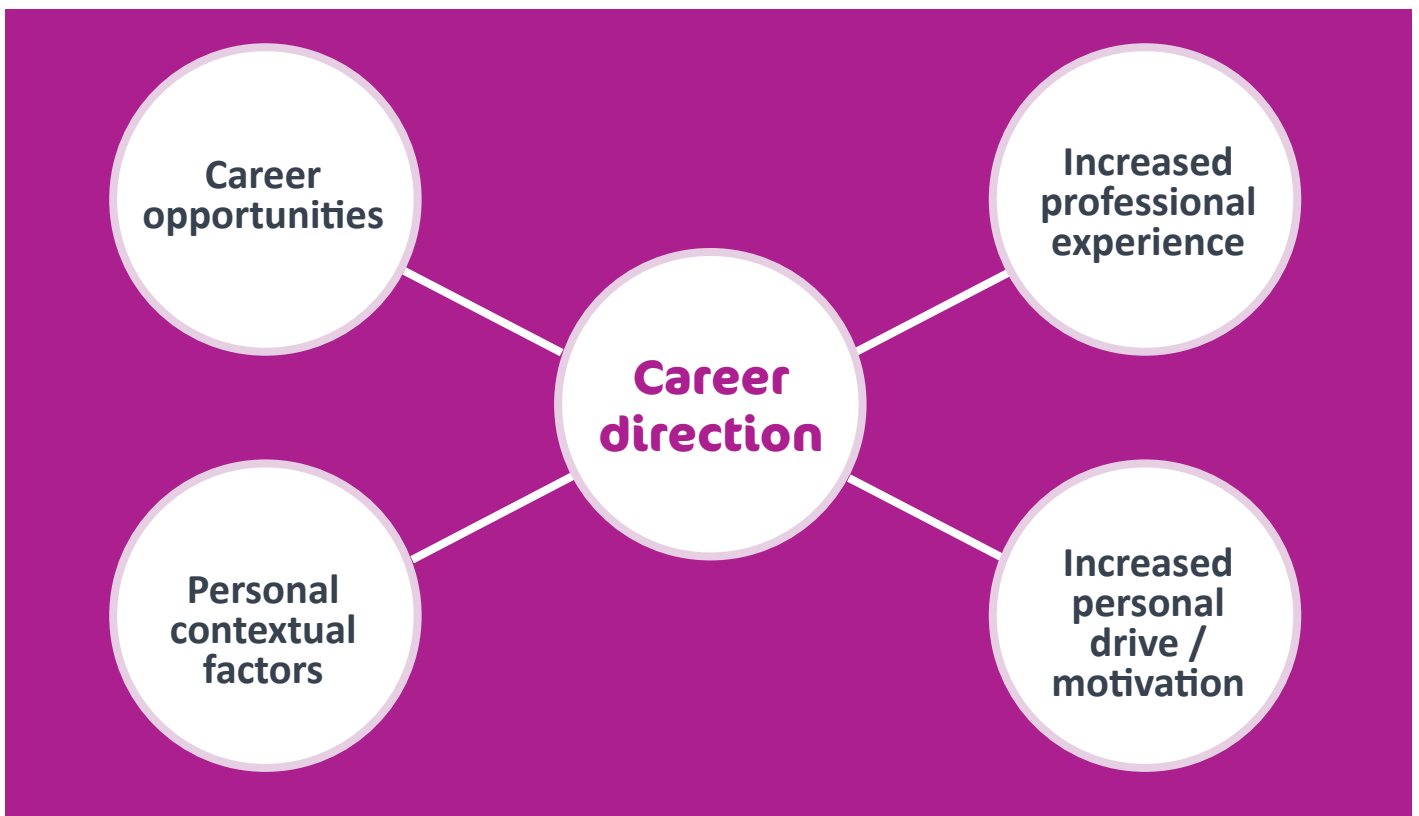 Career
opportunities
Increased
professional
experience
Career
direction
Personal
contextual
factors
Increased
personal
drive /
motivation